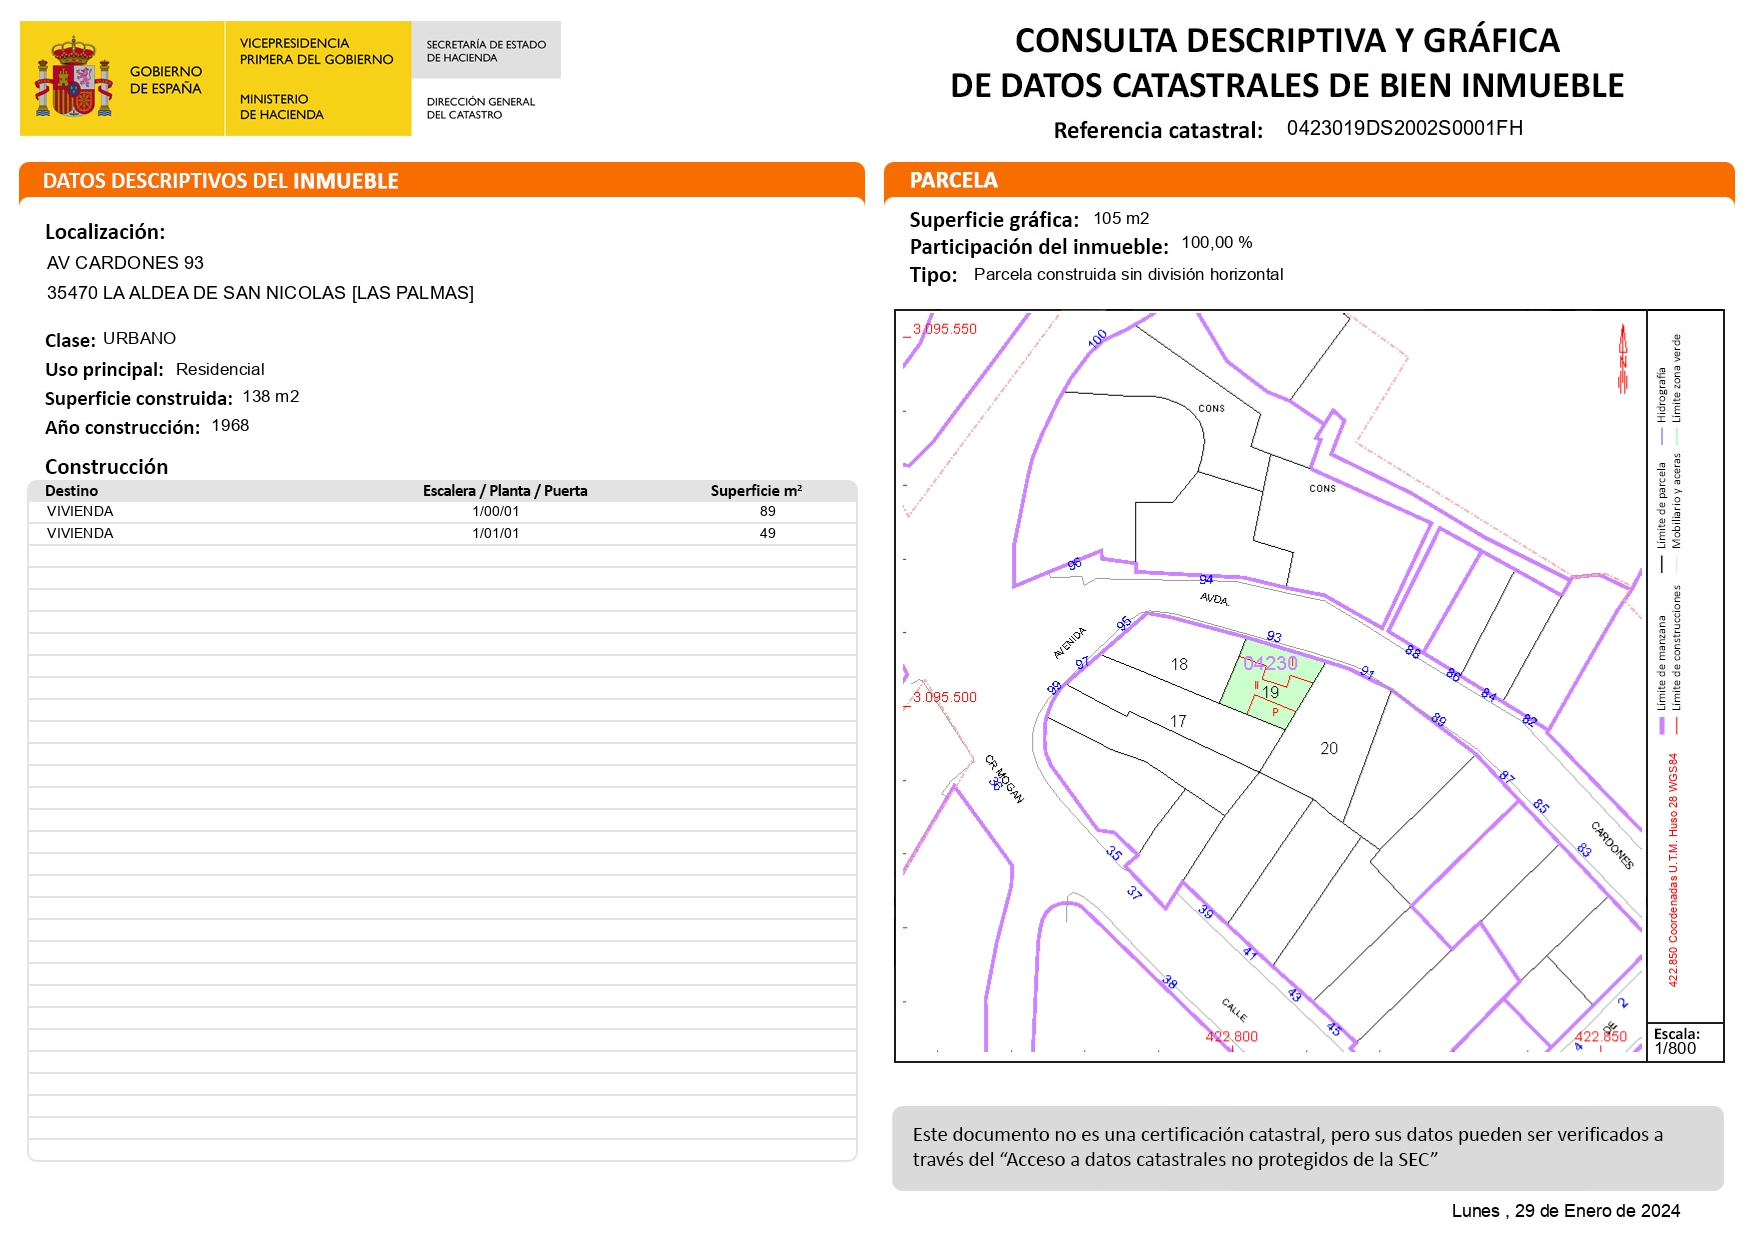 GOBIERNO
DE ESPAÑA
VICEPRESIDENCIA
PRIMERA DEL GOBIERNO
MINISTERIO
DE HACIENDA
SECRETARÍA DE ESTADO
DE HACIENDA
DIRECCIÓN GENERAL
DEL CATASTRO
CONSULTA DESCRIPTIVA Y GRÁFICA
DE DATOS CATASTRALES DE BIEN INMUEBLE
Referencia catastral: 0423019DS2002S0001FH
DATOS DESCRIPTIVOS DEL INMUEBLE
Localización:
AV CARDONES 93
35470 LA ALDEA DE SAN NICOLAS [LAS PALMAS]
Clase: URBANO
Uso principal: Residencial
Superficie construida: 138 m2
Año construcción: 1968
Construcción
Destino Escalera / Planta / Puerta Superficie m²
VIVIENDA 1/00/01 89
VIVIENDA 1/01/01 49
PARCELA
Superficie gráfica: 105 m2
Participación del inmueble: 100,00 %
Tipo: Parcela construida sin división horizontal
3,095.550
100
CONS
CONS
96
94
AVDA.
95
93
AVENIDA
97
18
04230
I
91
88
99
II
19
86
84
3.095.500
P
82
17
89
20
CR MOGAN
36
87
85
CARDONES
83
35
37
39
41
38
43
2
CALLE
45
DE
4
422.800
422.850
Hidrografía
Límite zona verde
Límite de parcela
Mobiliario y aceras
Límite de manzana
Límite de construcciones
422.850 Coordenadas U.T.M. Huso 28 WGS84
Escala:
1/800
Este documento no es una certificación catastral, pero sus datos pueden ser verificados a
través del “Acceso a datos catastrales no protegidos de la SEC”
Lunes , 29 de Enero de 2024